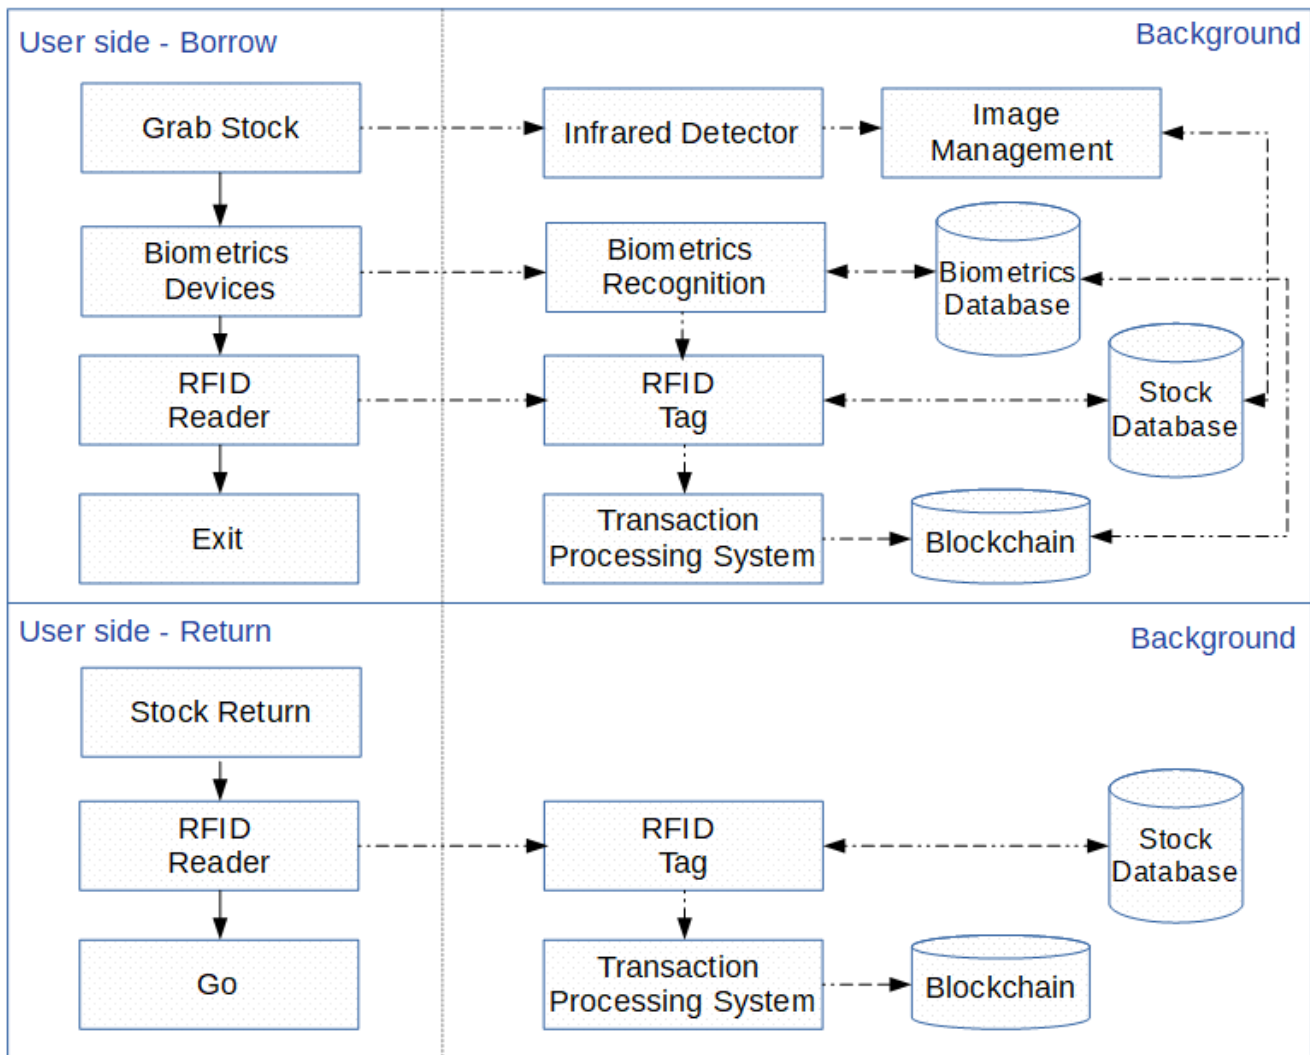 User side - Borrow
Background
Grab Stock
Infrared Detector
Image
Management
Biometrics
Devices
Biometrics
Recognition
Biometrics
Database
RFID
Reader
RFID
Tag
Stock
Database
Exit
Transaction
Processing System
Blockchain
User side - Return
Background
Stock Return
RFID
Reader
RFID
Tag
Stock
Database
Go
Transaction
Processing System
Blockchain